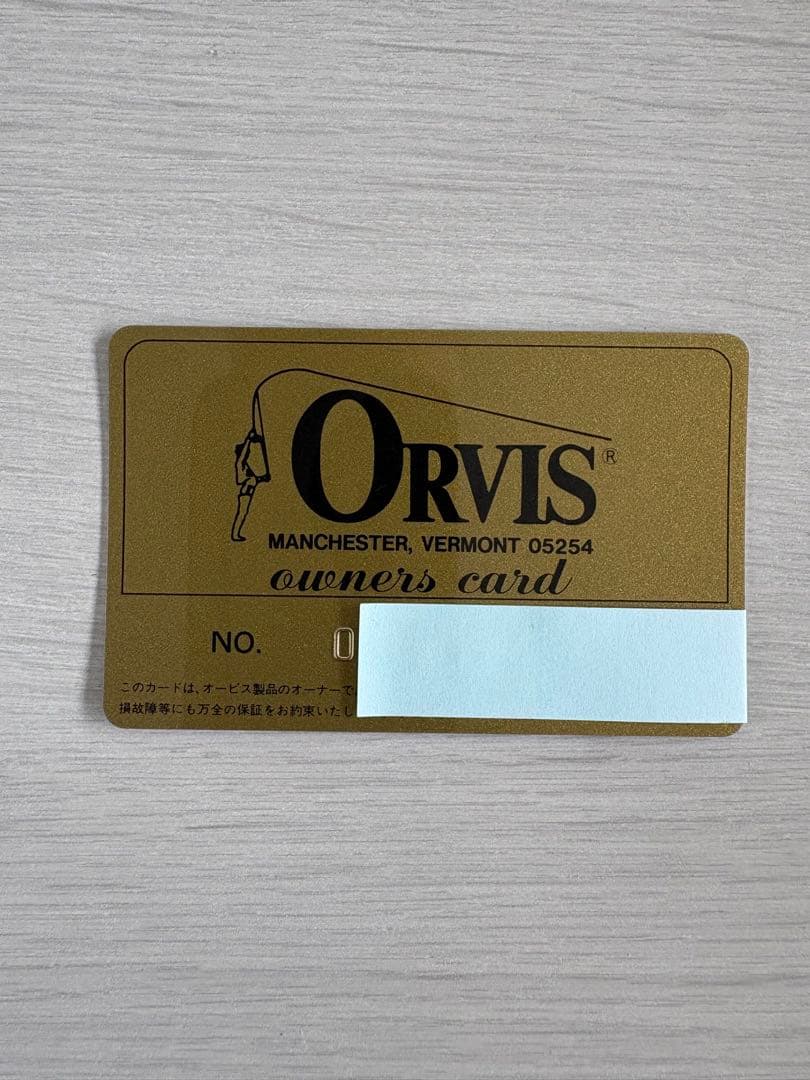 ORVIS®
MANCHESTER, VERMONT 05254
owners card
NO. 0
このカードは、オービス製品のオーナーで
損故障等にも万全の保証をお約束いたし